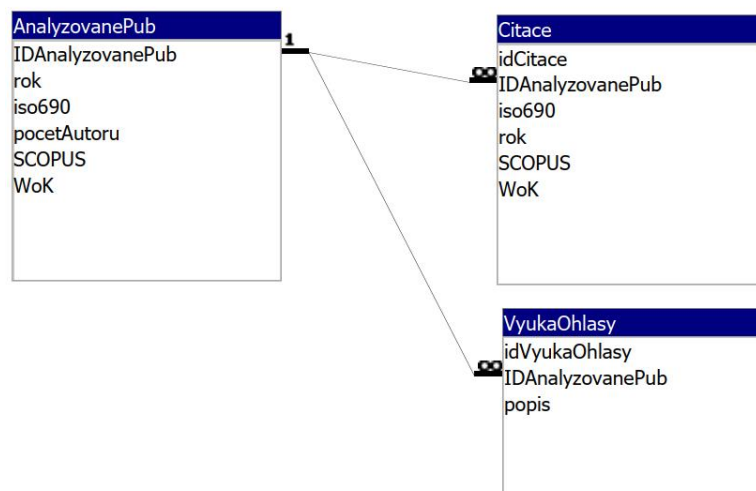 AnalyzovanePub
IDAnalyzovanePub
rok
iso690
pocetAutoru
SCOPUS
WoK
1
∞
Citace
idCitace
IDAnalyzovanePub
iso690
rok
SCOPUS
WoK
∞
VyukaOhlasy
idVyukaOhlasy
IDAnalyzovanePub
popis